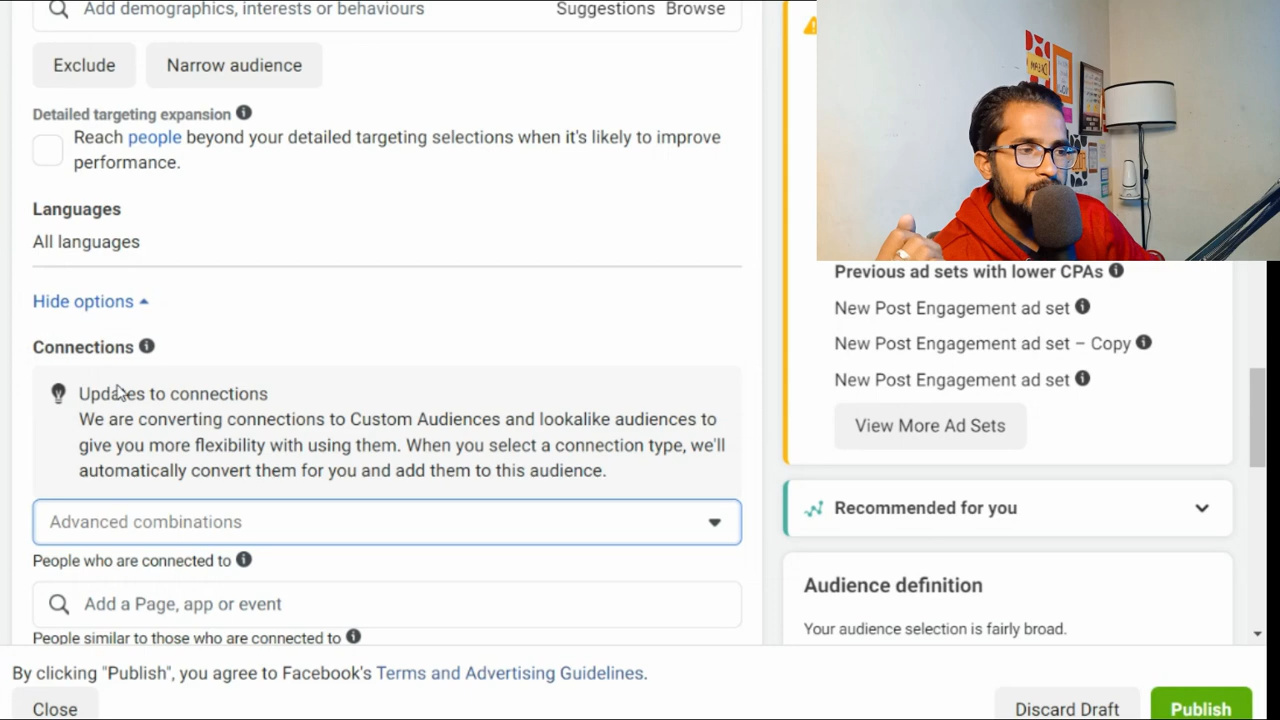 Add demographics, interests or behaviours
Suggestions Browse
Exclude
Narrow audience
Detailed targeting expansion
Reach people beyond your detailed targeting selections when it's likely to improve
performance.
Languages
All languages
Hide options
Connections
Updates to connections
We are converting connections to Custom Audiences and lookalike audiences to
give you more flexibility with using them. When you select a connection type, we'll
automatically convert them for you and add them to this audience.
Advanced combinations
People who are connected to
Add a Page, app or event
People similar to those who are connected to
Previous ad sets with lower CPAs
New Post Engagement ad set
New Post Engagement ad set – Copy
New Post Engagement ad set
View More Ad Sets
Recommended for you
Audience definition
Your audience selection is fairly broad.
By clicking "Publish", you agree to Facebook's Terms and Advertising Guidelines.
Close
Discard Draft
Publish